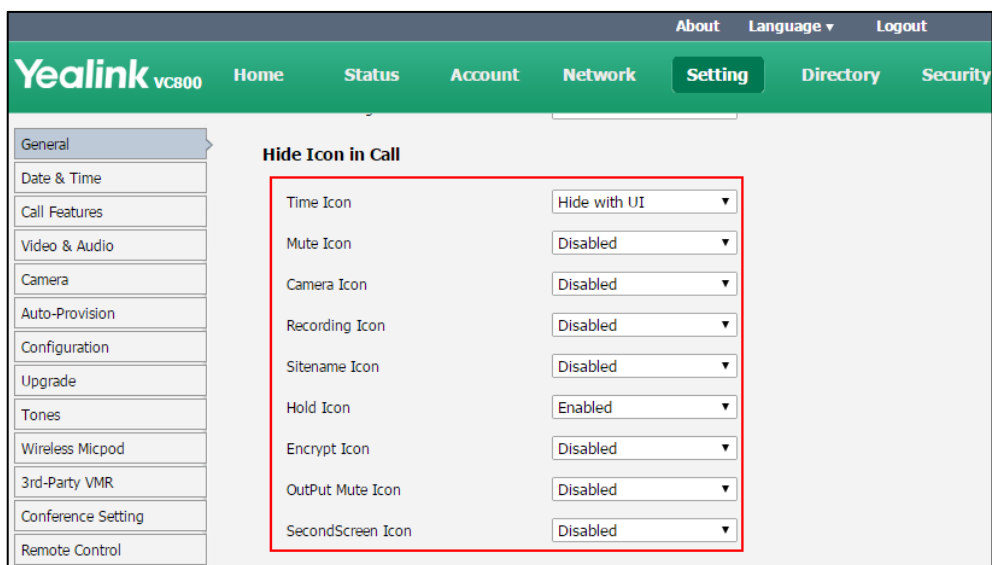 About Language ▾ Logout
Yealink VC800 Home Status Account Network Setting Directory Security
General
Date & Time
Call Features
Video & Audio
Camera
Auto-Provision
Configuration
Upgrade
Tones
Wireless Micpod
3rd-Party VMR
Conference Setting
Remote Control
Hide Icon in Call
Time Icon Hide with UI
Mute Icon Disabled
Camera Icon Disabled
Recording Icon Disabled
Sitename Icon Disabled
Hold Icon Enabled
Encrypt Icon Disabled
OutPut Mute Icon Disabled
SecondScreen Icon Disabled